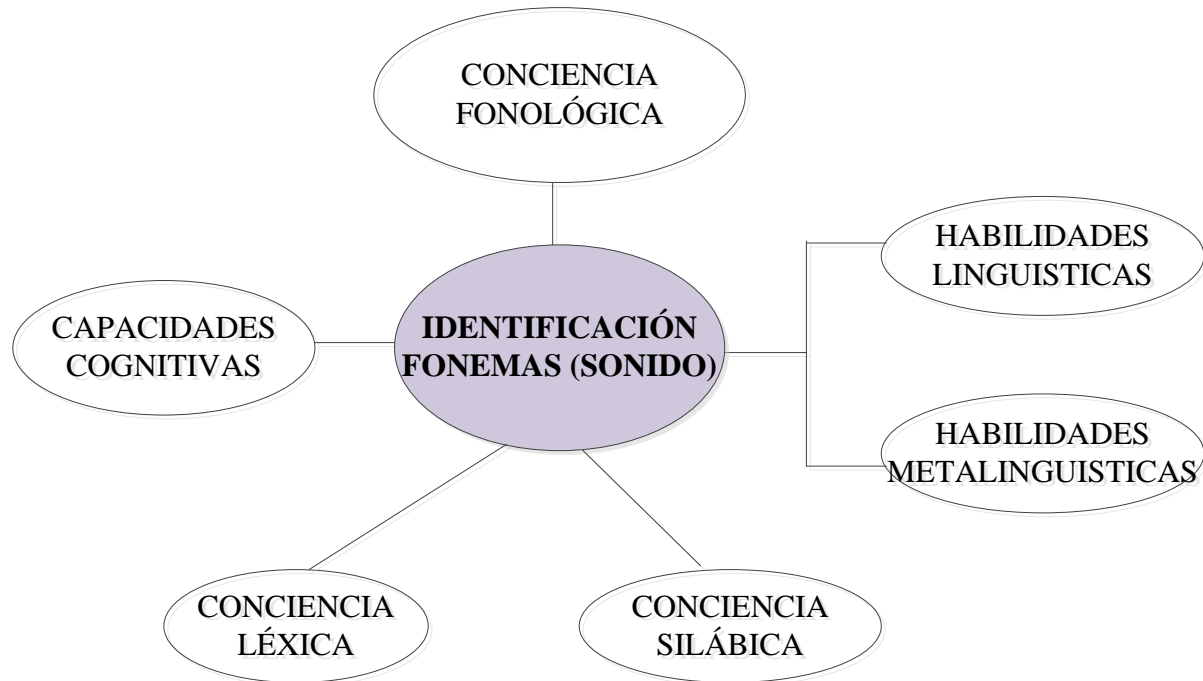 CONCIENCIA
FONOLÓGICA
HABILIDADES
LINGUISTICAS
CAPACIDADES
COGNITIVAS
IDENTIFICACIÓN
FONEMAS (SONIDO)
HABILIDADES
METALINGUISTICAS
CONCIENCIA
LÉXICA
CONCIENCIA
SILÁBICA